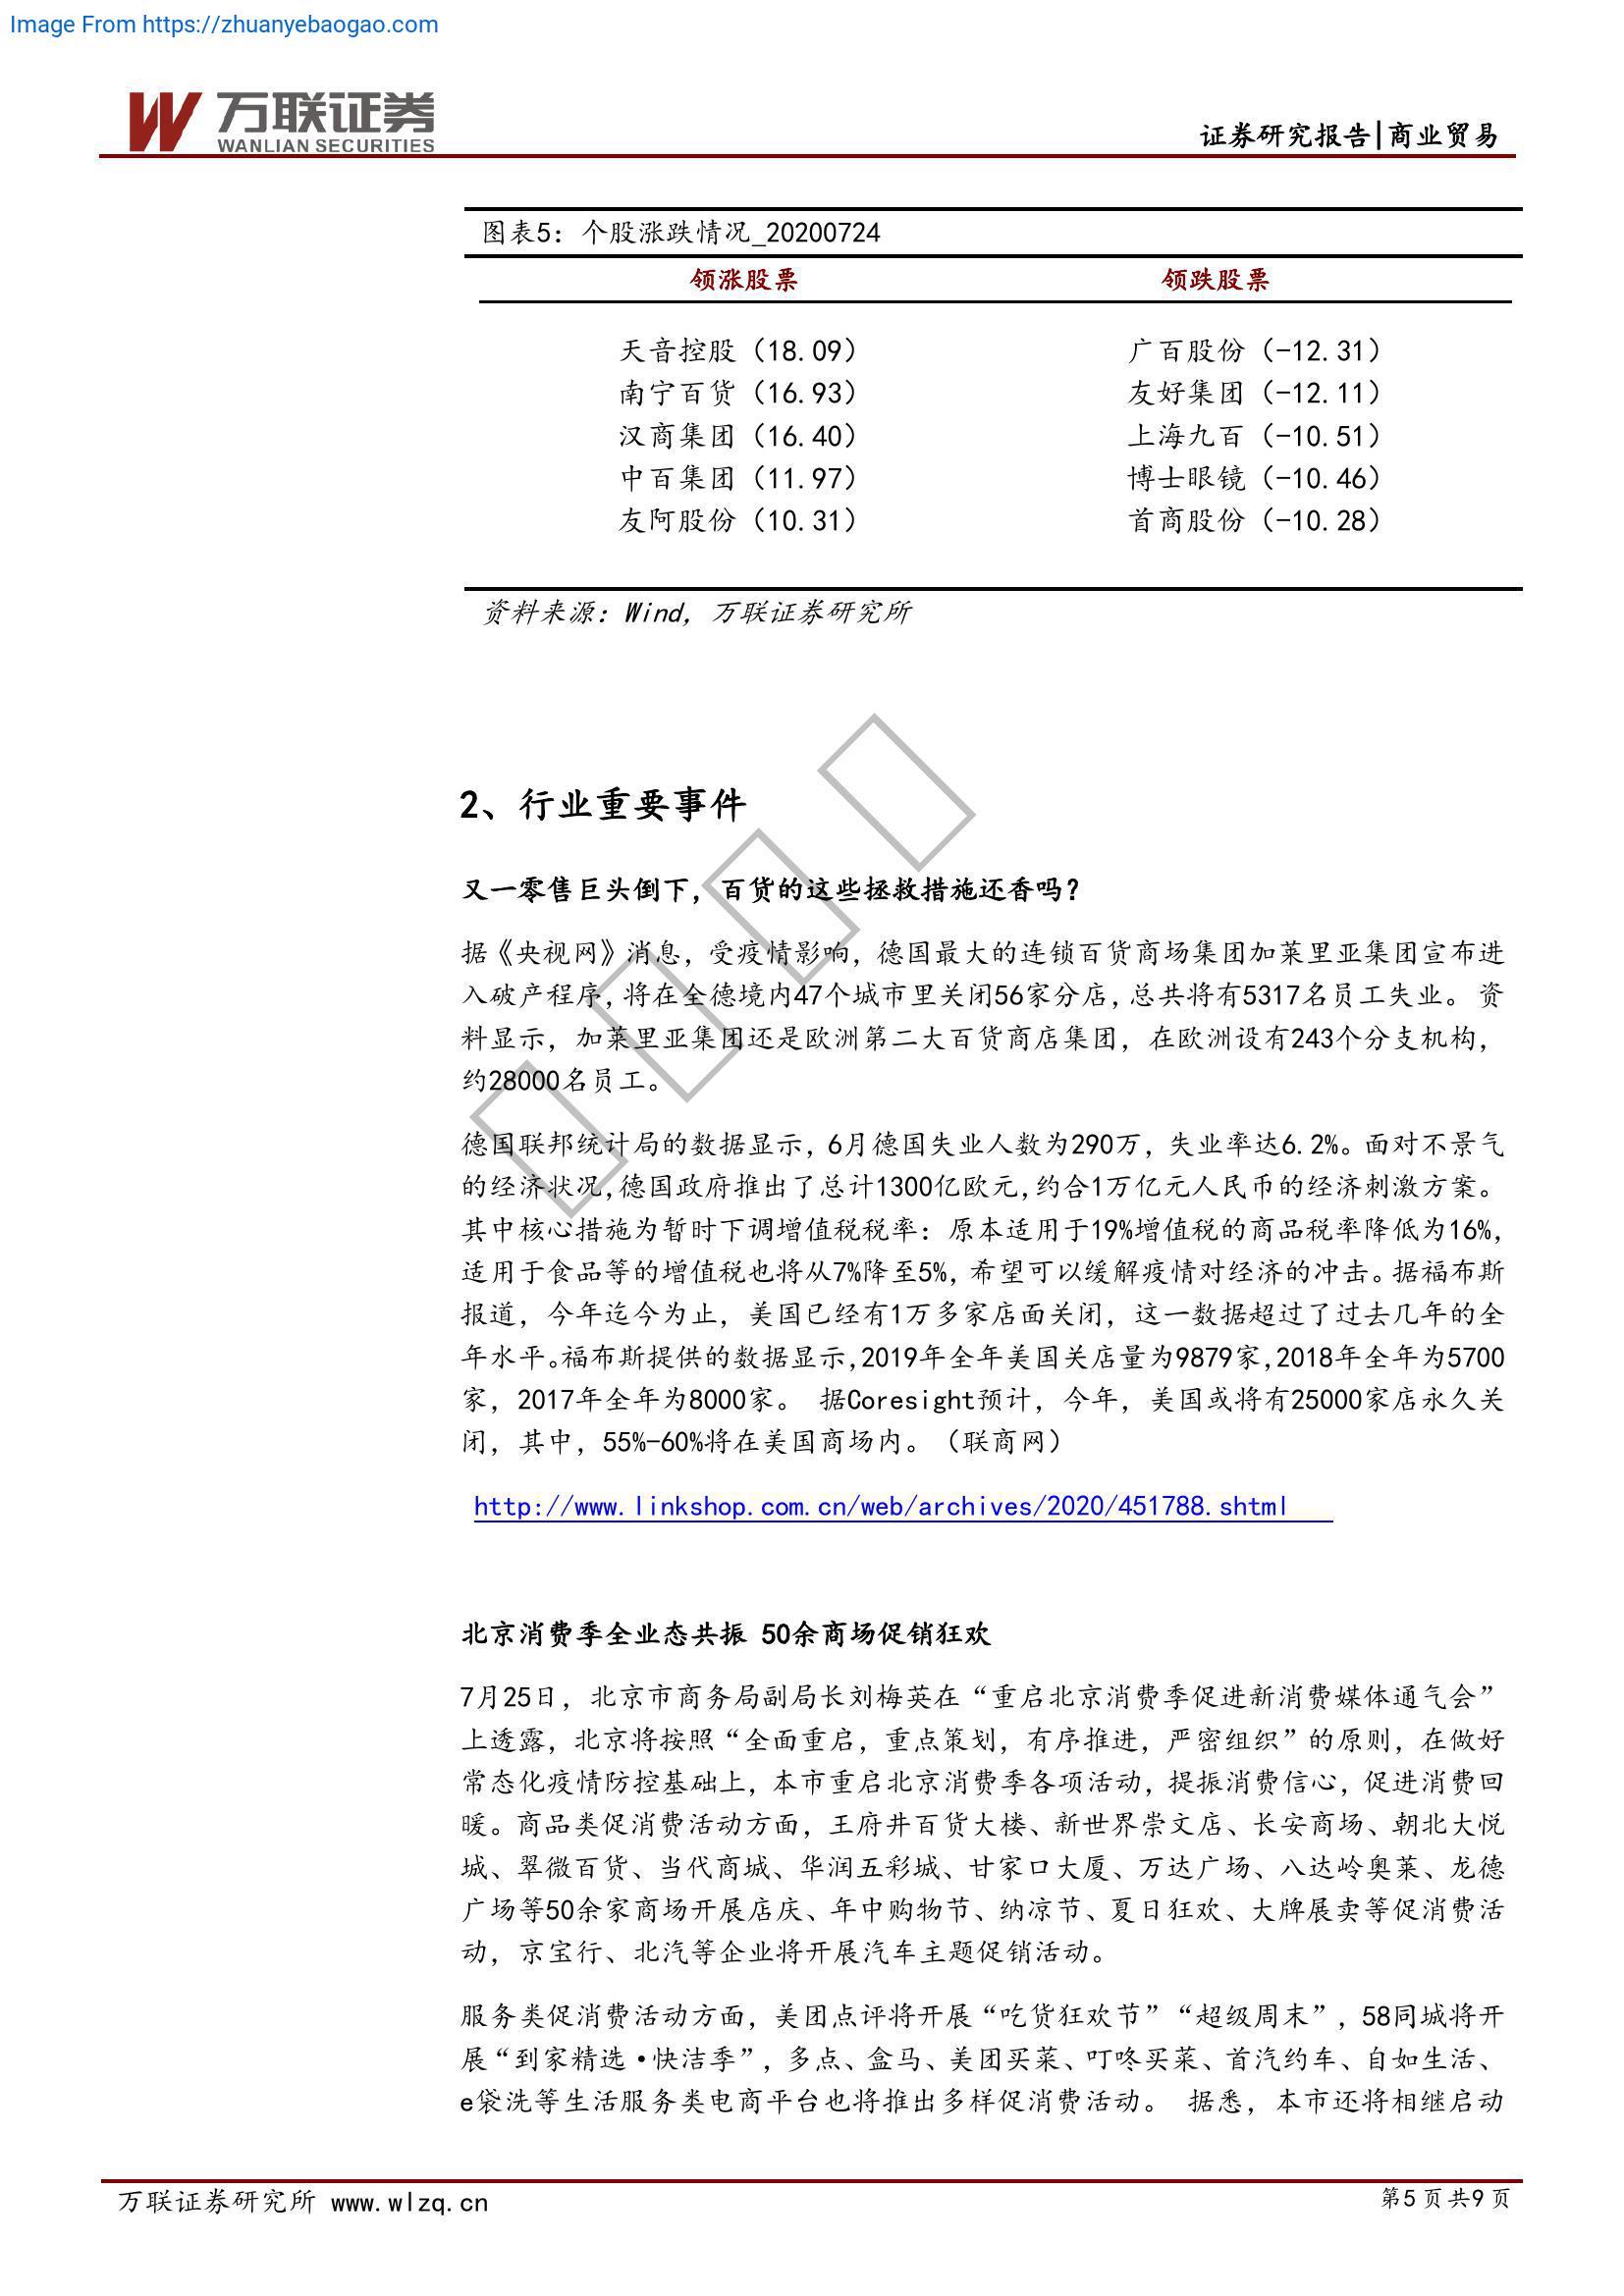 Image From https://zhuanyebaogao.com
万联证券
WANLIAN SECURITIES
证券研究报告|商业贸易
图表5：个股涨跌情况_20200724
领涨股票 领跌股票
天音控股（18.09） 广百股份（-12.31）
南宁百货（16.93） 友好集团（-12.11）
汉商集团（16.40） 上海九百（-10.51）
中百集团（11.97） 博士眼镜（-10.46）
友阿股份（10.31） 首商股份（-10.28）
资料来源：Wind，万联证券研究所
2、行业重要事件
又一零售巨头倒下，百货的这些拯救措施还香吗？
据《央视网》消息，受疫情影响，德国最大的连锁百货商场集团加莱里亚集团宣布进
入破产程序，将在全德境内47个城市里关闭56家分店，总共将有5317名员工失业。 资
料显示，加莱里亚集团还是欧洲第二大百货商店集团，在欧洲设有243个分支机构，
约28000名员工。
德国联邦统计局的数据显示，6月德国失业人数为290万，失业率达6.2%。面对不景气
的经济状况，德国政府推出了总计1300亿欧元，约合1万亿元人民币的经济刺激方案。
其中核心措施为暂时下调增值税税率：原本适用于19%增值税的商品税率降低为16%，
适用于食品等的增值税也将从7%降至5%，希望可以缓解疫情对经济的冲击。据福布斯
报道，今年迄今为止，美国已经有1万多家店面关闭，这一数据超过了过去几年的全
年水平。福布斯提供的数据显示，2019年全年美国关店量为9879家，2018年全年为5700
家，2017年全年为8000家。 据Coresight预计，今年，美国或将有25000家店永久关
闭，其中，55%-60%将在美国商场内。（联商网）
http://www.linkshop.com.cn/web/archives/2020/451788.shtml
北京消费季全业态共振 50余商场促销狂欢
7月25日，北京市商务局副局长刘梅英在“重启北京消费季促进新消费媒体通气会”
上透露，北京将按照“全面重启，重点策划，有序推进，严密组织”的原则，在做好
常态化疫情防控基础上，本市重启北京消费季各项活动，提振消费信心，促进消费回
暖。商品类促消费活动方面，王府井百货大楼、新世界崇文店、长安商场、朝北大悦
城、翠微百货、当代商城、华润五彩城、甘家口大厦、万达广场、八达岭奥莱、龙德
广场等50余家商场开展店庆、年中购物节、纳凉节、夏日狂欢、大牌展卖等促消费活
动，京宝行、北汽等企业将开展汽车主题促销活动。
服务类促消费活动方面，美团点评将开展“吃货狂欢节”“超级周末”，58同城将开
展“到家精选·快洁季”，多点、盒马、美团买菜、叮咚买菜、首汽约车、自如生活、
e袋洗等生活服务类电商平台也将推出多样促消费活动。 据悉，本市还将相继启动
万联证券研究所 www.wlzq.cn
第5页共9页